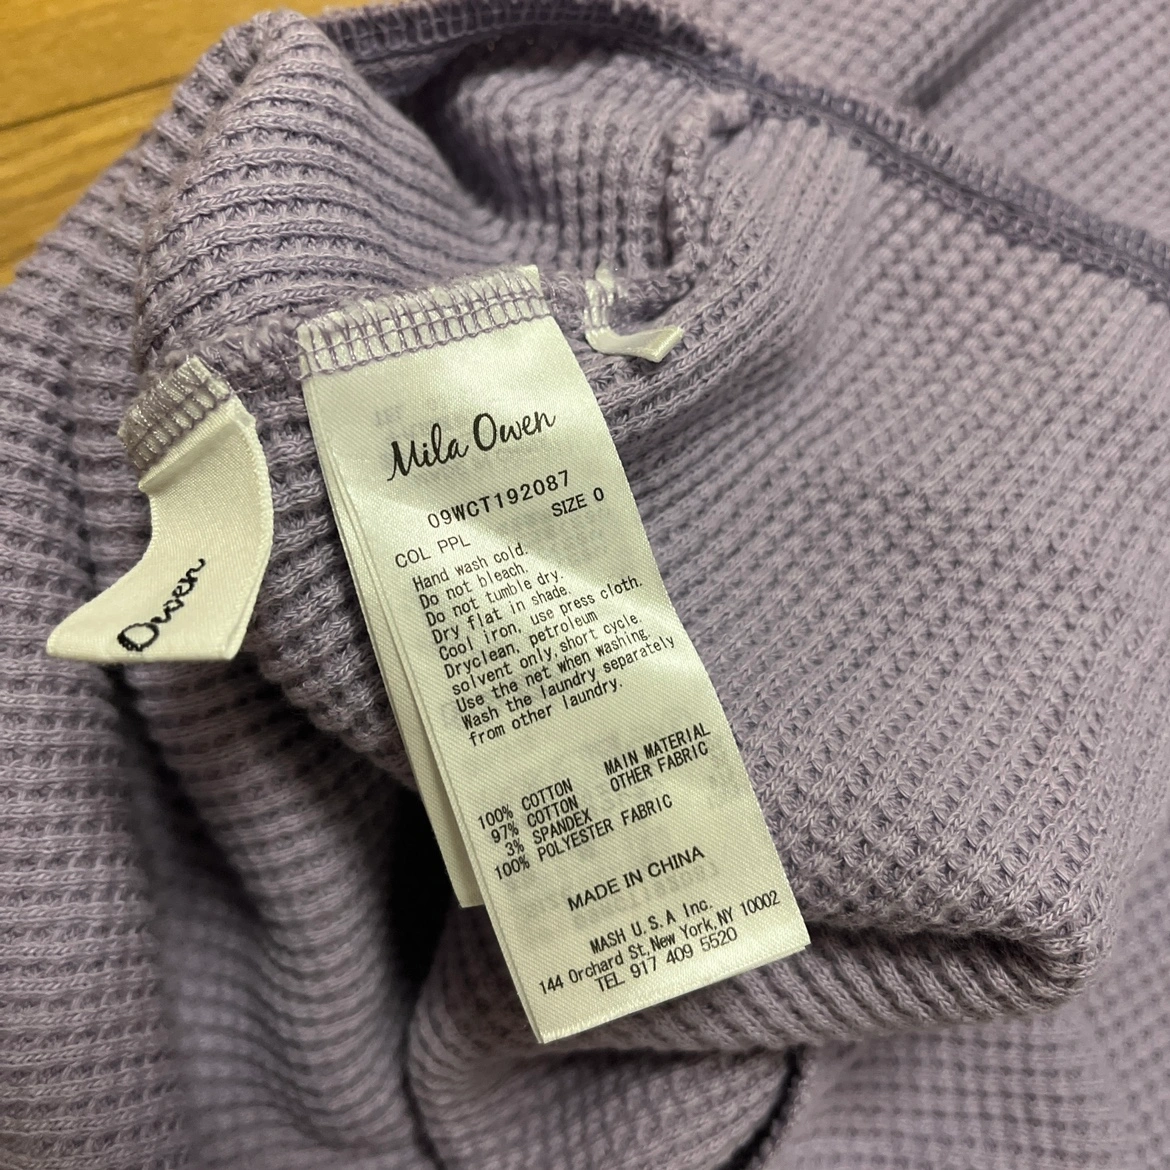 Mila Owen
09WCT192087
SIZE 0
COL PPL
Hand wash cold.
Do not bleach.
Do not tumble dry.
Dry flat in shade.
Cool iron, use press cloth.
Dryclean, petroleum
solvent only, short cycle.
Use the net when washing.
Wash the laundry separately
from other laundry.
MAIN MATERIAL
100% COTTON OTHER FABRIC
97% COTTON
3% SPANDEX
100% POLYESTER FABRIC
MADE IN CHINA
MASH U.S.A Inc.
144 Orchard St, New York, NY 10002
TEL 917 409 5520
Owen